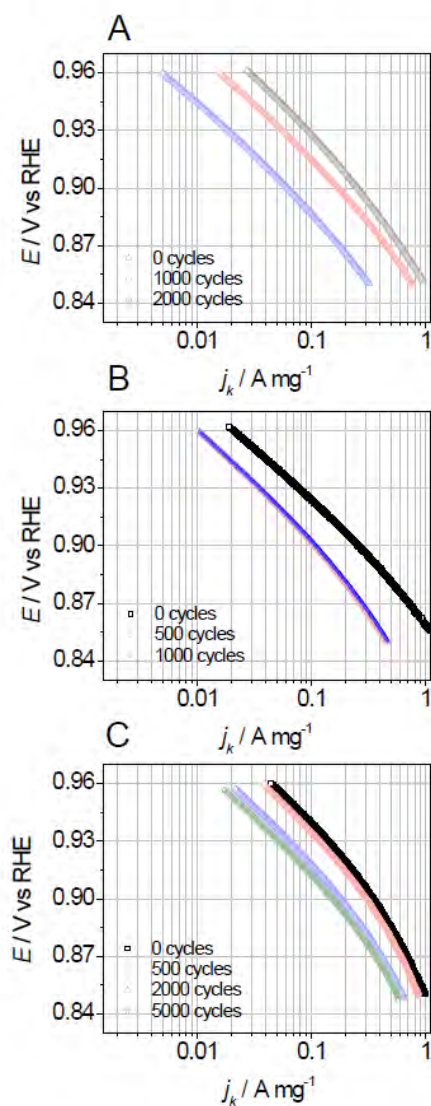 A
0.96
0.93
0.90
0.87
0.84
E / V vs RHE
0 cycles
1000 cycles
2000 cycles
0.01
0.1
1
jk / A mg-1
B
0.96
0.93
0.90
0.87
0.84
E / V vs RHE
0 cycles
500 cycles
1000 cycles
0.01
0.1
1
jk / A mg-1
C
0.96
0.93
0.90
0.87
0.84
E / V vs RHE
0 cycles
500 cycles
2000 cycles
5000 cycles
0.01
0.1
1
jk / A mg-1